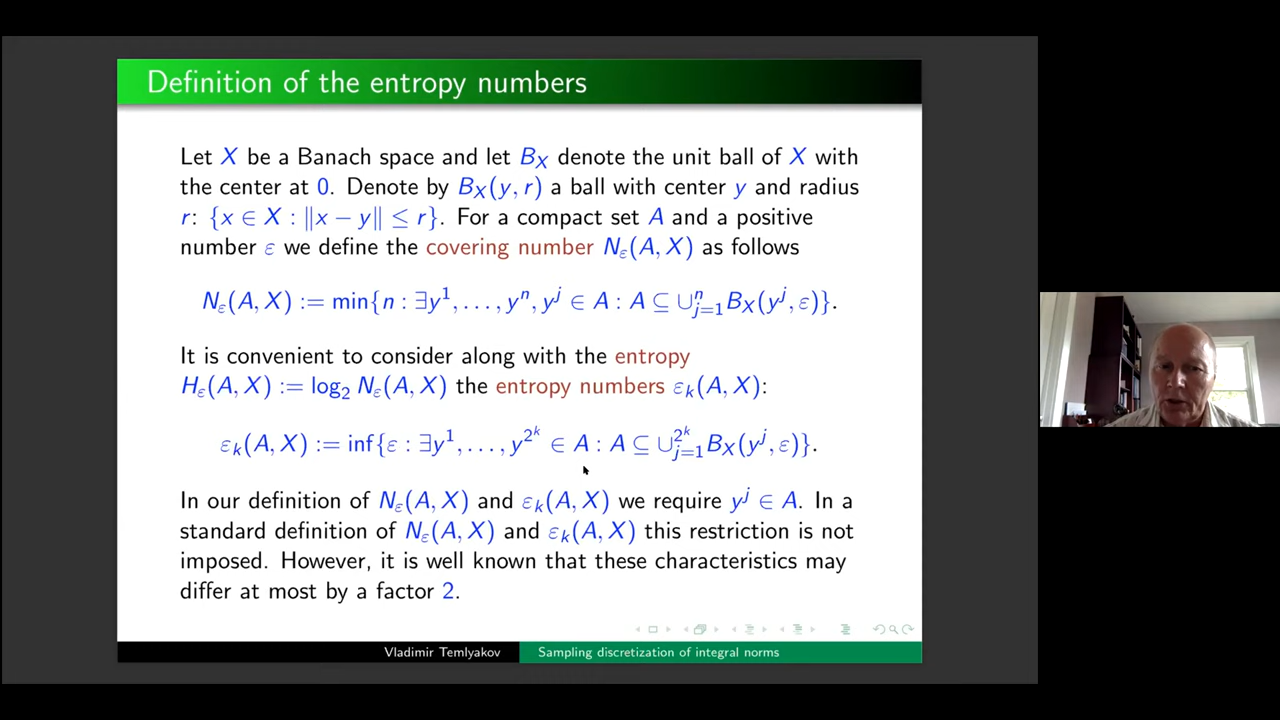 Definition of the entropy numbers
Let X be a Banach space and let B_X denote the unit ball of X with
the center at 0. Denote by B_X(y, r) a ball with center y and radius
r: {x ∈ X : ‖x − y‖ ≤ r}. For a compact set A and a positive
number ε we define the covering number N_ε(A, X) as follows
N_ε(A, X) := min{n : ∃y^1, . . . , y^n, y^j ∈ A : A ⊆ ∪_{j=1}^n B_X(y^j, ε)}.
It is convenient to consider along with the entropy
H_ε(A, X) := log_2 N_ε(A, X) the entropy numbers ε_k(A, X):
ε_k(A, X) := inf{ε : ∃y^1, . . . , y^{2^k} ∈ A : A ⊆ ∪_{j=1}^{2^k} B_X(y^j, ε)}.
In our definition of N_ε(A, X) and ε_k(A, X) we require y^j ∈ A. In a
standard definition of N_ε(A, X) and ε_k(A, X) this restriction is not
imposed. However, it is well known that these characteristics may
differ at most by a factor 2.
Vladimir Temlyakov Sampling discretization of integral norms